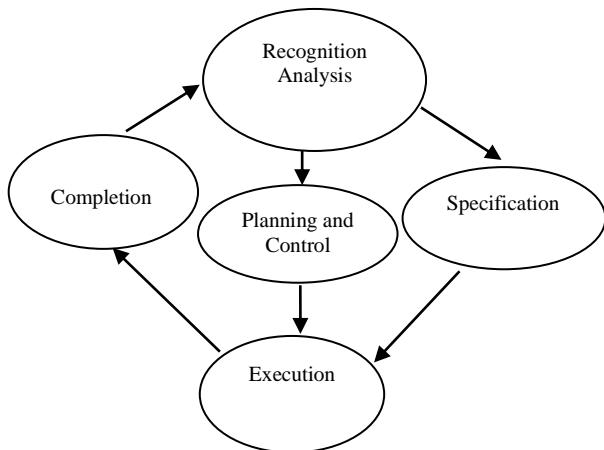 Recognition
Analysis
Completion
Planning and
Control
Specification
Execution